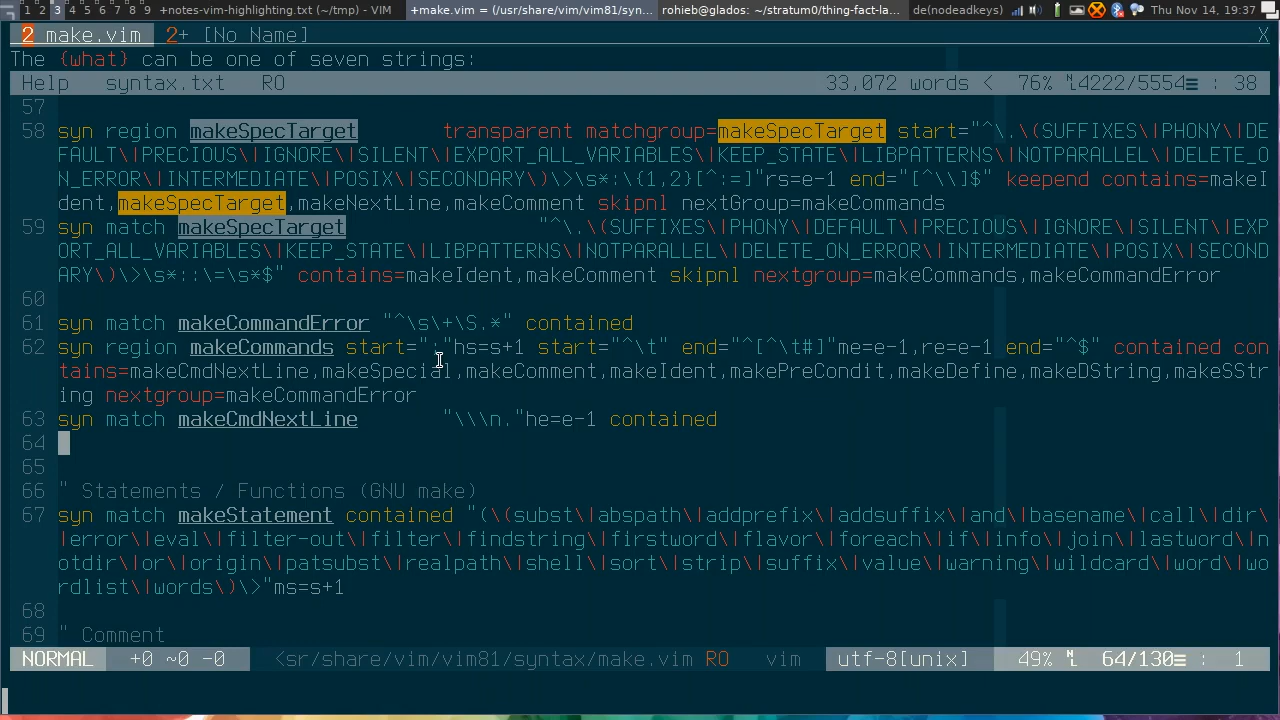 1 2 3 4 5 6 7 8 9 +notes-vim-highlighting.txt (~/tmp) - VIM +make.vim = (/usr/share/vim/vim81/syn... rohieb@glados: ~/stratum0/thing-fact-la... de(nodeadkeys) Thu Nov 14, 19:37
2 make.vim 2+ [No Name] X
The {what} can be one of seven strings:
Help syntax.txt RO 33,072 words < 76% 4222/5554≡ : 38
57
58 syn region makeSpecTarget transparent matchgroup=makeSpecTarget start="^\.\(SUFFIXES\|PHONY\|DE
FAULT\|PRECIOUS\|IGNORE\|SILENT\|EXPORT_ALL_VARIABLES\|KEEP_STATE\|LIBPATTERNS\|NOTPARALLEL\|DELETE_O
N_ERROR\|INTERMEDIATE\|POSIX\|SECONDARY\)\>\s*:\{1,2}[^:=]"rs=e-1 end="[^\\]$" keepend contains=makeI
dent,makeSpecTarget,makeNextLine,makeComment skipnl nextGroup=makeCommands
59 syn match makeSpecTarget "^\.\(SUFFIXES\|PHONY\|DEFAULT\|PRECIOUS\|IGNORE\|SILENT\|EXP
ORT_ALL_VARIABLES\|KEEP_STATE\|LIBPATTERNS\|NOTPARALLEL\|DELETE_ON_ERROR\|INTERMEDIATE\|POSIX\|SECOND
ARY\)\>\s*::\=\s*$" contains=makeIdent,makeComment skipnl nextgroup=makeCommands,makeCommandError
60
61 syn match makeCommandError "^\s\+\S.*" contained
62 syn region makeCommands start=";"hs=s+1 start="^\t" end="^[^\t#]"me=e-1,re=e-1 end="^$" contained con
tains=makeCmdNextLine,makeSpecial,makeComment,makeIdent,makePreCondit,makeDefine,makeDString,makeSStr
ing nextgroup=makeCommandError
63 syn match makeCmdNextLine "\\\n."he=e-1 contained
64
65
66 " Statements / Functions (GNU make)
67 syn match makeStatement contained "(\(subst\|abspath\|addprefix\|addsuffix\|and\|basename\|call\|dir\
|error\|eval\|filter-out\|filter\|findstring\|firstword\|flavor\|foreach\|if\|info\|join\|lastword\|n
otdir\|or\|origin\|patsubst\|realpath\|shell\|sort\|strip\|suffix\|value\|warning\|wildcard\|word\|wo
rdlist\|words\)\>"ms=s+1
68
69 " Comment
NORMAL +0 ~0 -0 <sr/share/vim/vim81/syntax/make.vim RO vim utf-8[unix] 49% 64/130≡ : 1